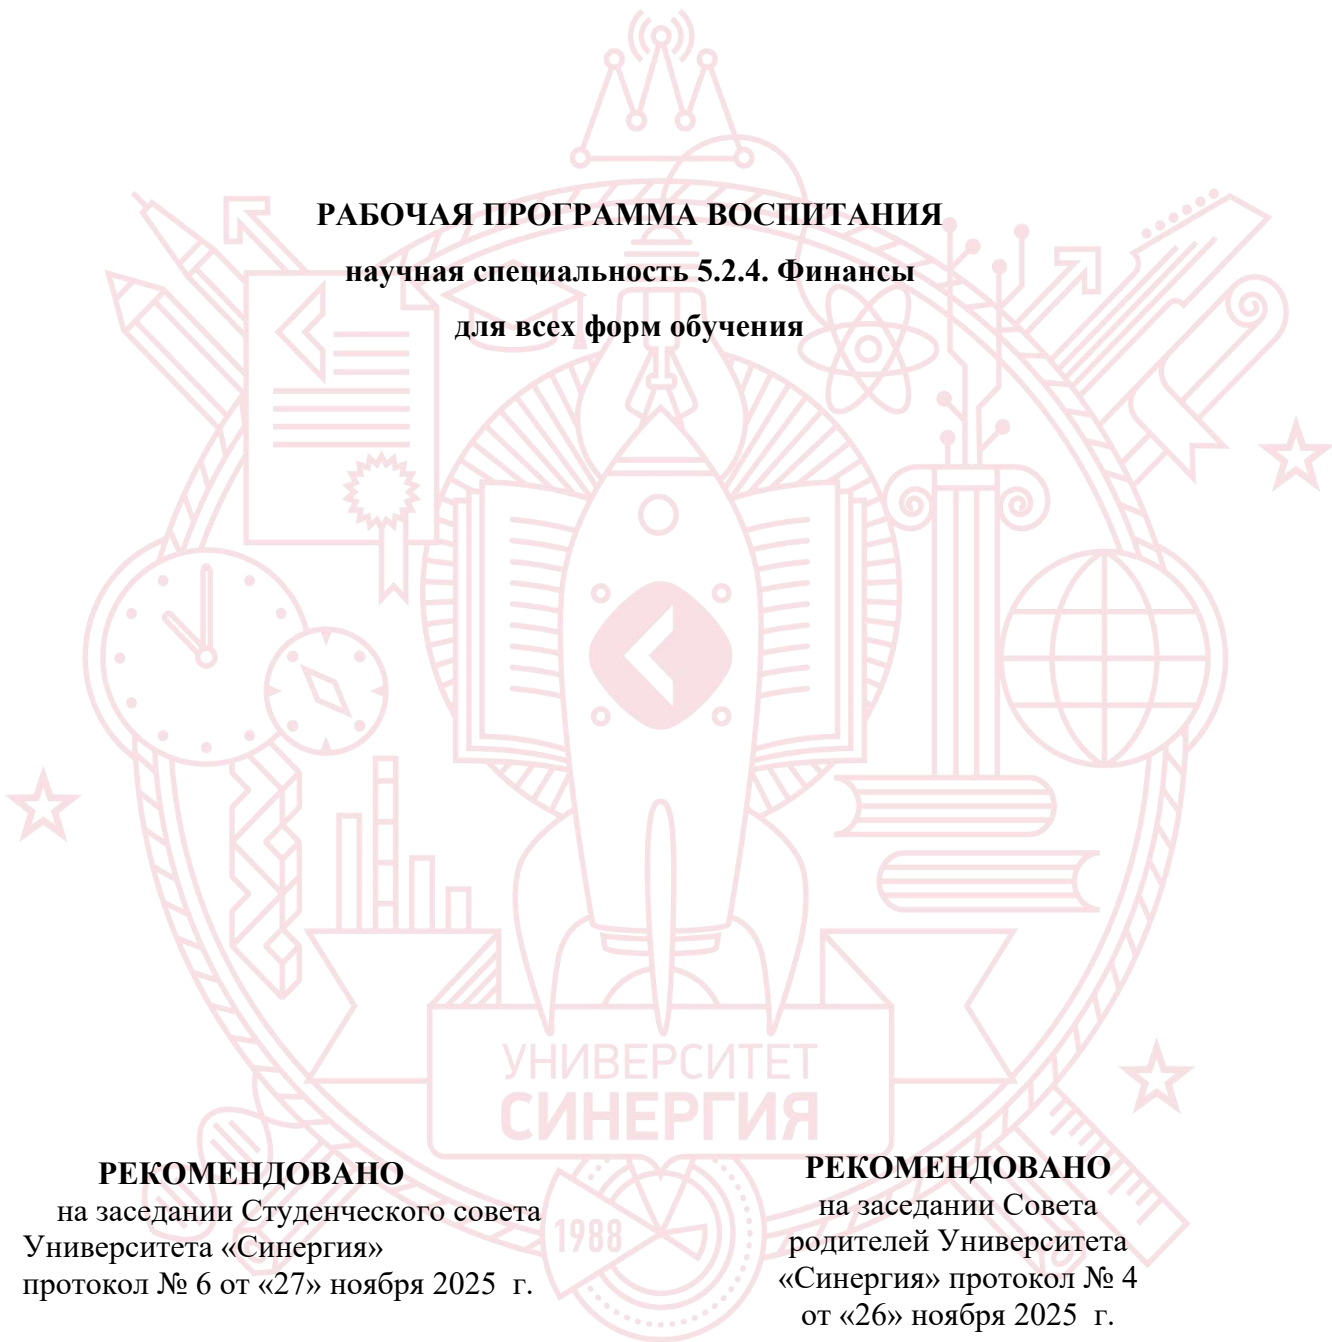 РАБОЧАЯ ПРОГРАММА ВОСПИТАНИЯ
научная специальность 5.2.4. Финансы
для всех форм обучения
УНИВЕРСИТЕТ
СИНЕРГИЯ
1988
РЕКОМЕНДОВАНО
на заседании Студенческого совета
Университета «Синергия»
протокол № 6 от «27» ноября 2025 г.
РЕКОМЕНДОВАНО
на заседании Совета
родителей Университета
«Синергия» протокол № 4
от «26» ноября 2025 г.